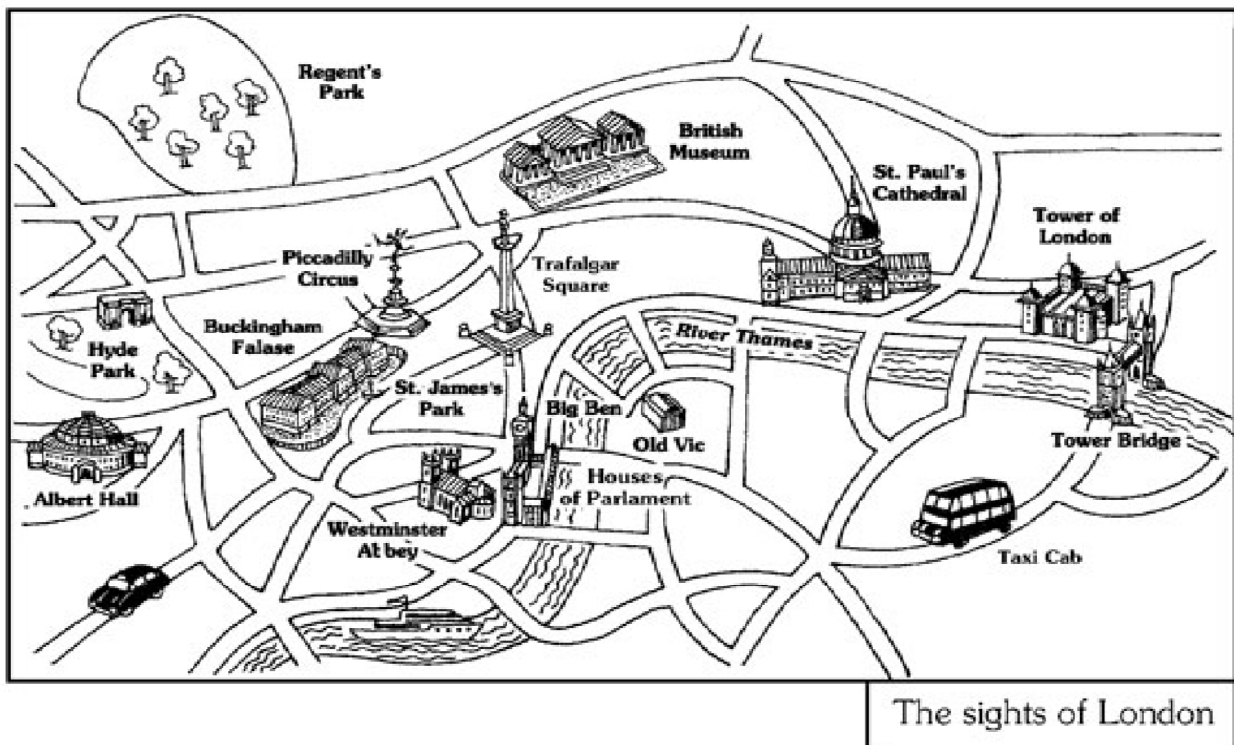 Regent's
Park
British
Museum
St. Paul's
Cathedral
Tower of
London
Piccadilly
Circus
Trafalgar
Square
Buckingham
Falase
Hyde
Park
River Thames
St. James's
Park
Big Ben
Old Vic
Tower Bridge
Albert Hall
Houses
of Parlament
Westminster
At bey
Taxi Cab
The sights of London